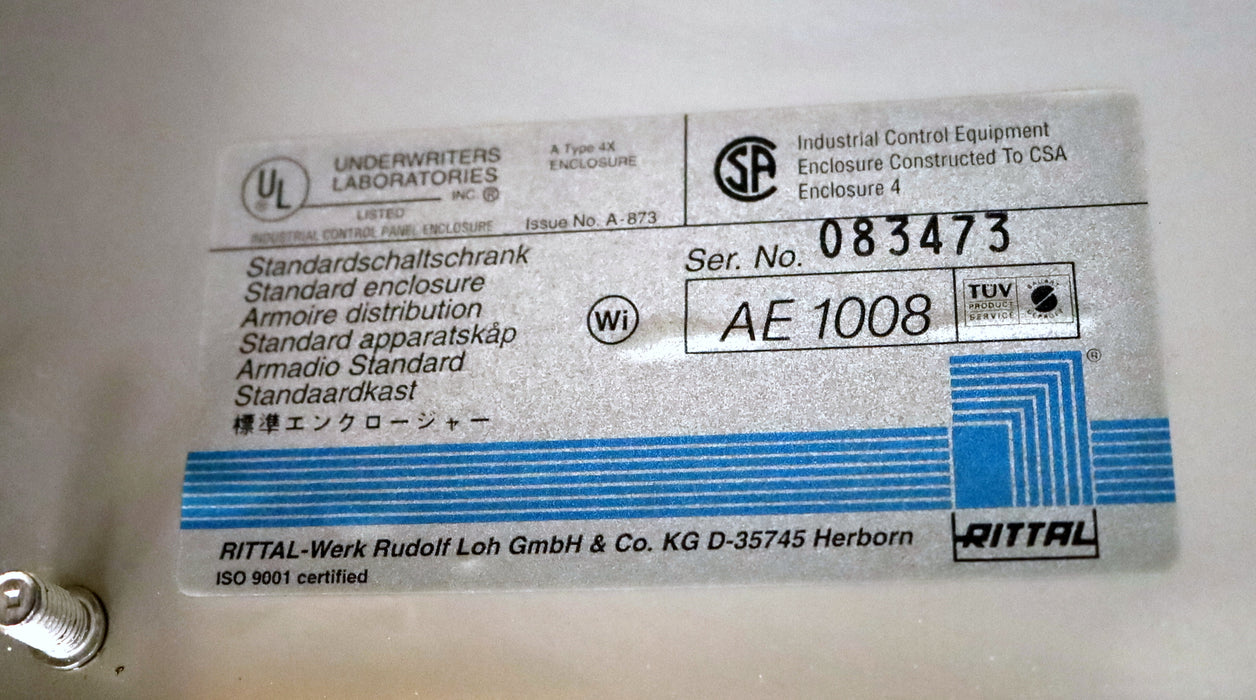 UL
UNDERWRITERS
LABORATORIES
INC. ®
LISTED
INDUSTRIAL CONTROL PANEL ENCLOSURE
A Type 4X
ENCLOSURE
Issue No. A-873
SA
Industrial Control Equipment
Enclosure Constructed To CSA
Enclosure 4
Standardschaltschrank
Standard enclosure
Armoire distribution
Standard apparatskåp
Armadio Standard
Standaardkast
標準エンクロージャー
Wi
Ser. No. 083473
AE 1008
TÜV
PRODUCT
SERVICE
®
RITTAL
RITTAL-Werk Rudolf Loh GmbH & Co. KG D-35745 Herborn
ISO 9001 certified